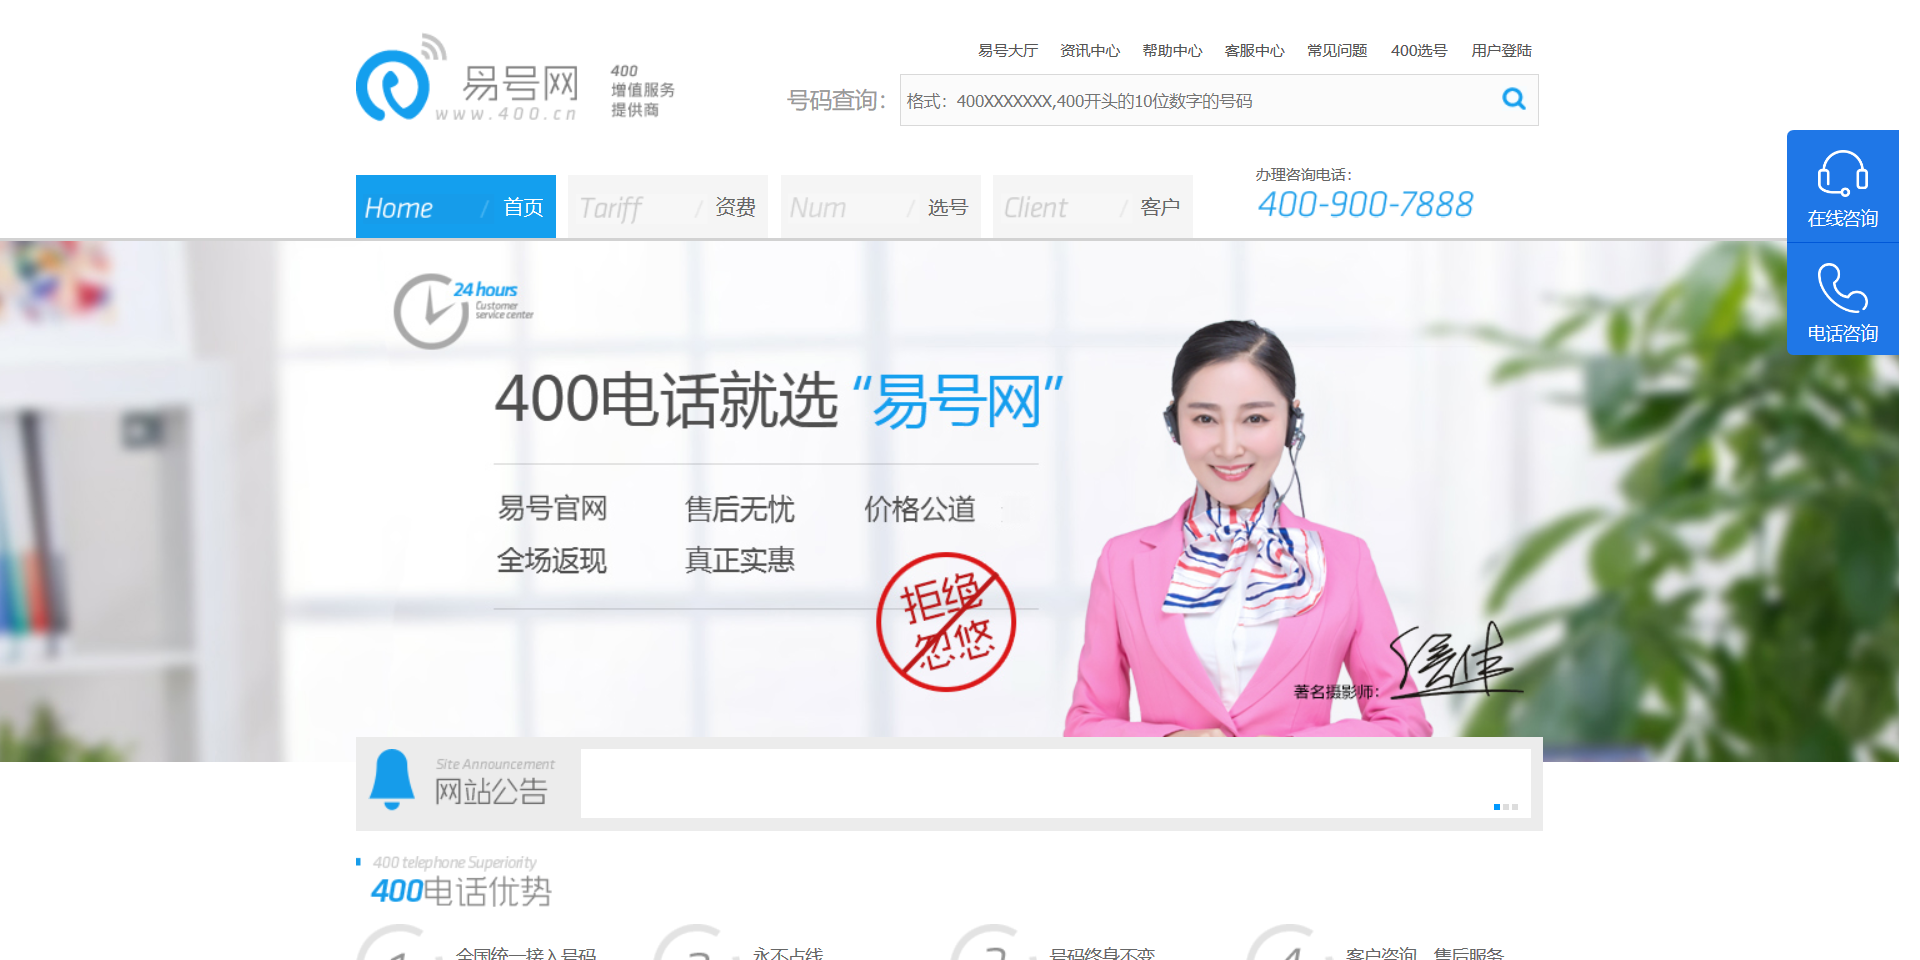 易号大厅 资讯中心 帮助中心 客服中心 常见问题 400选号 用户登陆
易号网
www.400.cn
400
增值服务
提供商
号码查询：
格式：400XXXXXXX,400开头的10位数字的号码
办理咨询电话：
400-900-7888
Home / 首页
Tariff / 资费
Num / 选号
Client / 客户
在线咨询
电话咨询
24 hours
Customer
service center
400电话就选“易号网”
易号官网 售后无忧 价格公道
全场返现 真正实惠
拒绝
忽悠
著名摄影师：
Site Announcement
网站公告
400 telephone Superiority
400电话优势
1 全国统一接入号码
2 永不占线
3 号码终身不变
4 客户咨询、售后服务